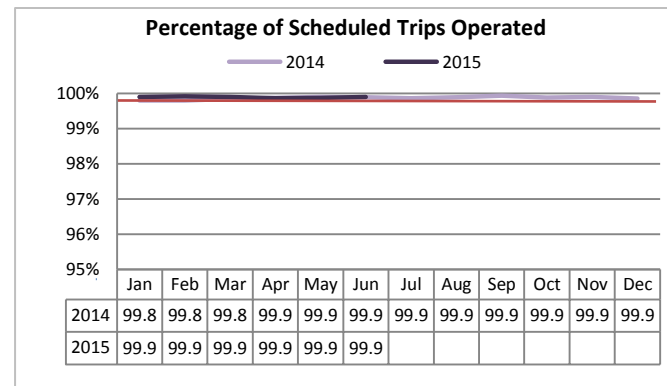 Percentage of Scheduled Trips Operated
2014 2015
100%
99%
98%
97%
96%
95%
Jan Feb Mar Apr May Jun Jul Aug Sep Oct Nov Dec
2014 99.8 99.8 99.8 99.9 99.9 99.9 99.9 99.9 99.9 99.9 99.9 99.9
2015 99.9 99.9 99.9 99.9 99.9 99.9